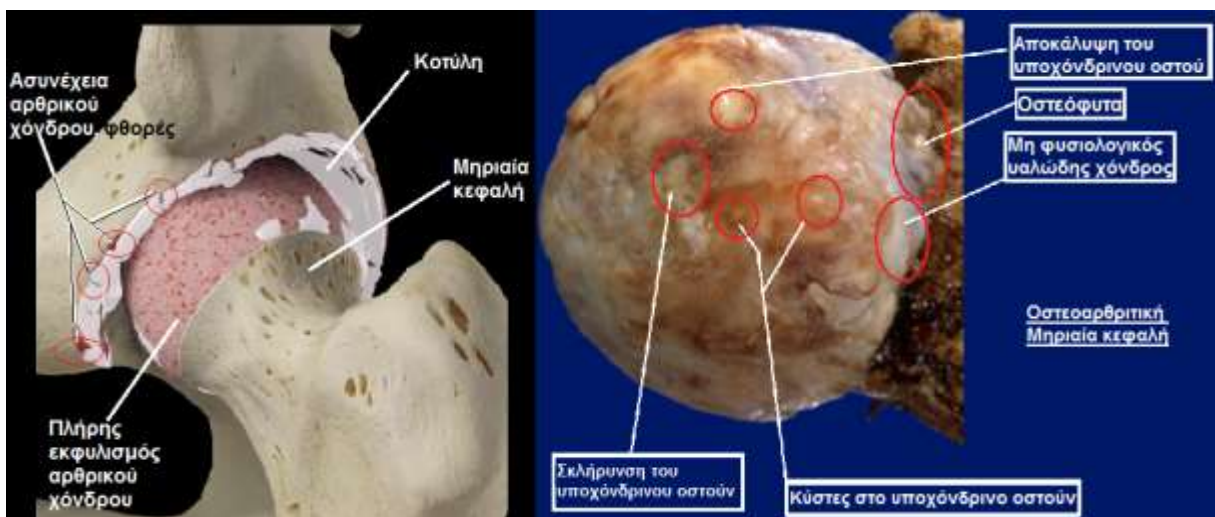 Ασυνέχεια
αρθρικού
χόνδρου, φθορές
Κοτύλη
Μηριαία
κεφαλή
Πλήρης
εκφυλισμός
αρθρικού
χόνδρου
Αποκάλυψη του
υποχόνδρινου οστού
Οστεόφυτα
Μη φυσιολογικός
υαλώδης χόνδρος
Οστεοαρθριτική
Μηριαία κεφαλή
Σκλήρυνση του
υποχόνδρινου οστούν
Κύστες στο υποχόνδρινο οστούν